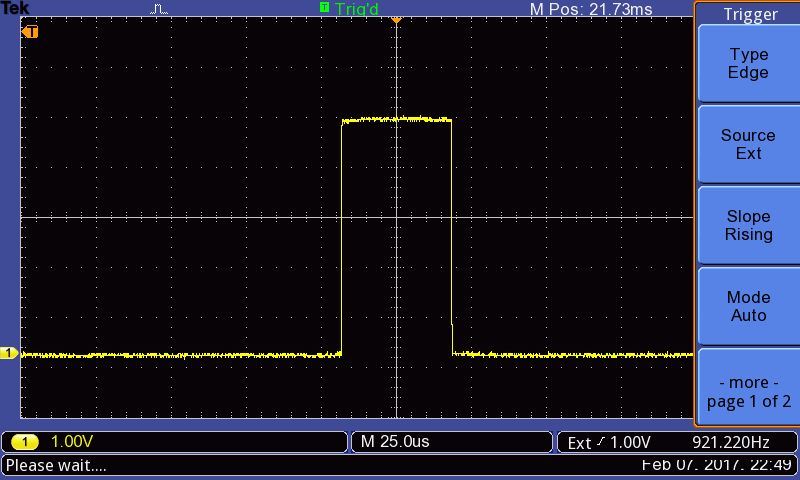 Tek
T Trig'd
M Pos: 21.73ms
Trigger
T
Type
Edge
Source
Ext
Slope
Rising
Mode
Auto
- more -
page 1 of 2
1
1 1.00V
M 25.0us
Ext 1.00V 921.220Hz
Please wait....
Feb 07, 2017, 22:49